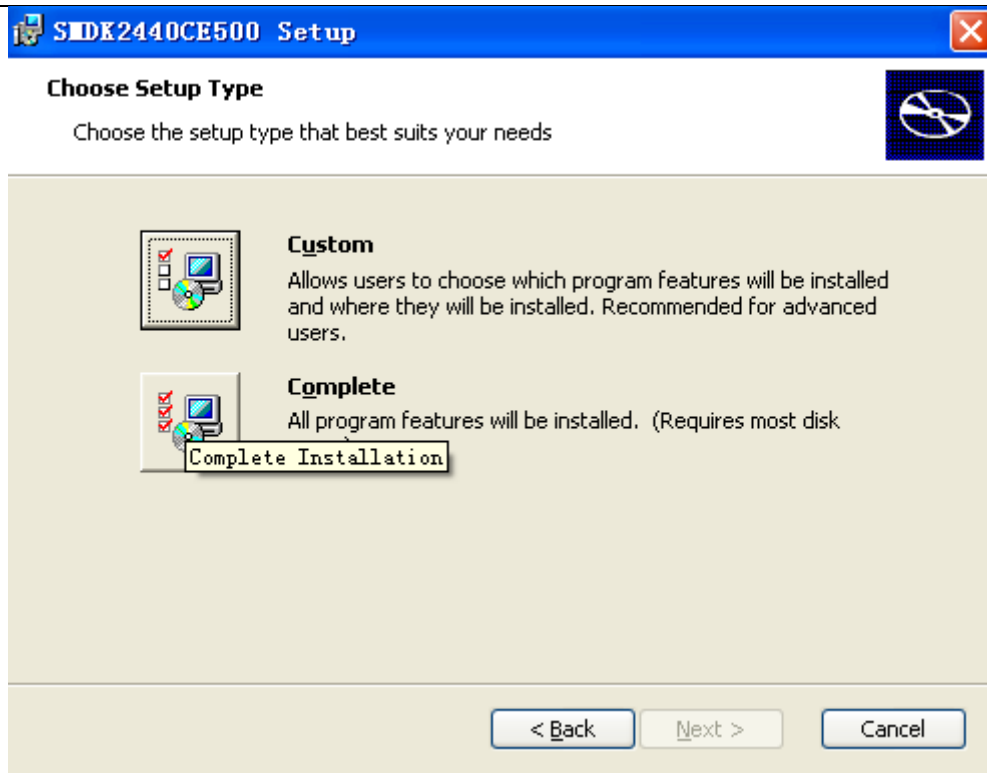 SMDK2440CE500 Setup
Choose Setup Type
Choose the setup type that best suits your needs
Custom
Allows users to choose which program features will be installed
and where they will be installed. Recommended for advanced
users.
Complete
All program features will be installed. (Requires most disk
Complete Installation
< Back
Next >
Cancel